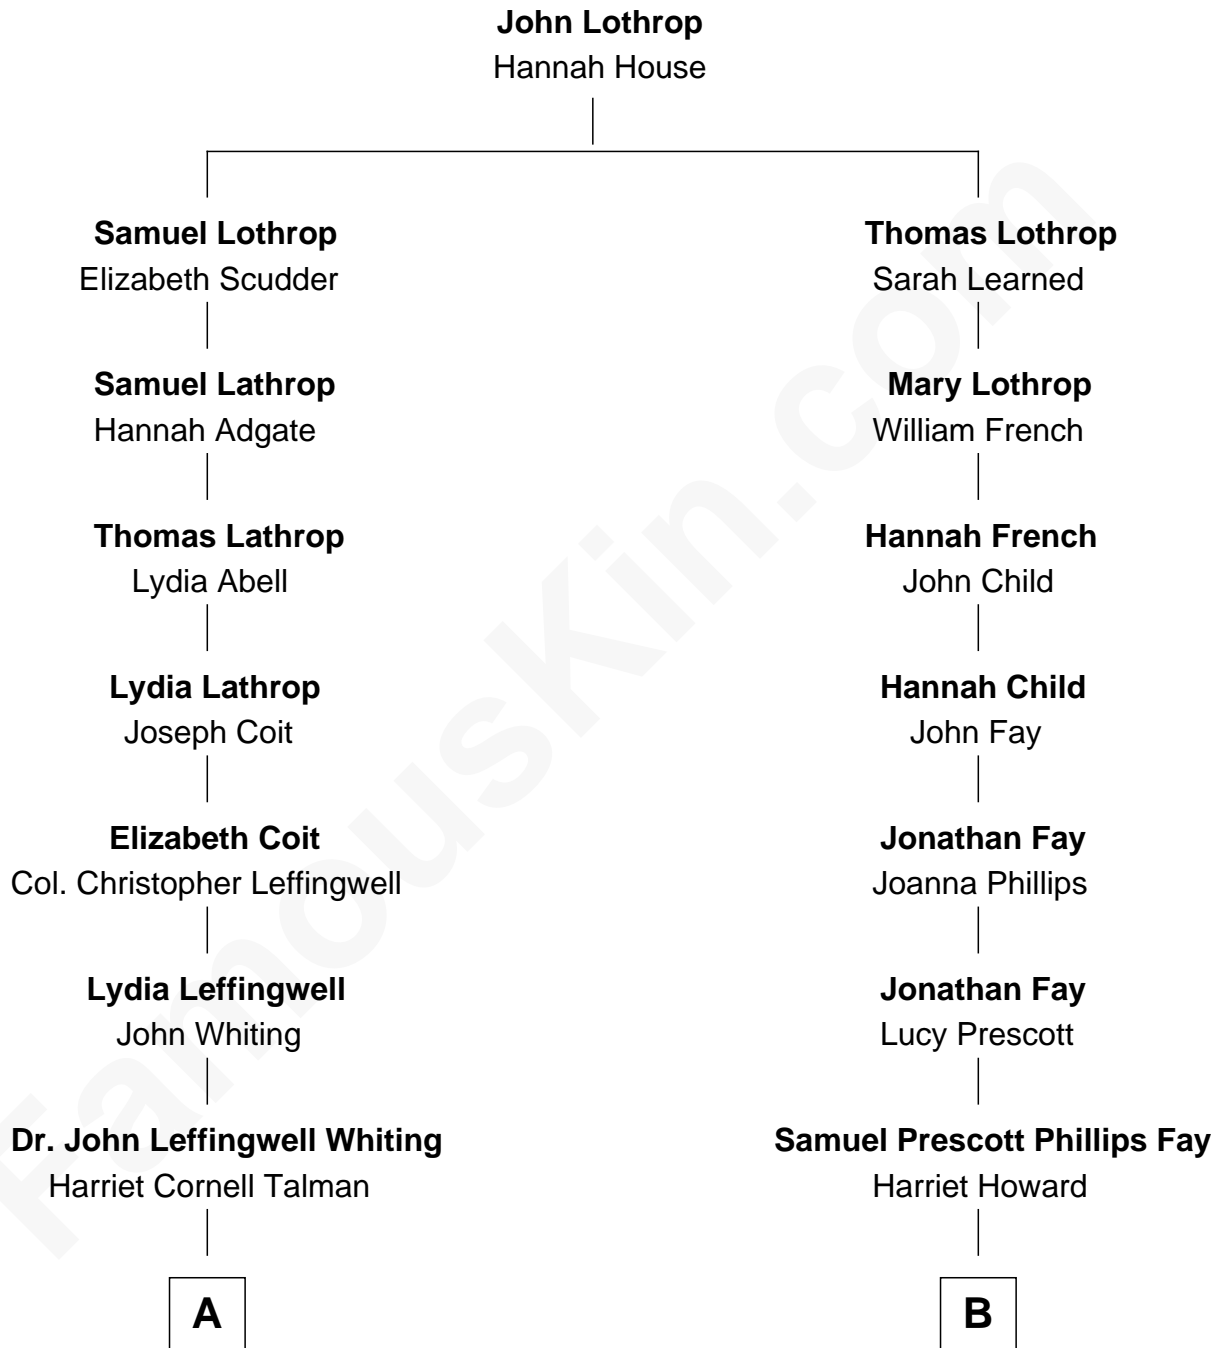 John Lothrop
Hannah House
Samuel Lothrop
Elizabeth Scudder
Thomas Lothrop
Sarah Learned
Samuel Lathrop
Hannah Adgate
Mary Lothrop
William French
Thomas Lathrop
Lydia Abell
Hannah French
John Child
Lydia Lathrop
Joseph Coit
Hannah Child
John Fay
Elizabeth Coit
Col. Christopher Leffingwell
Jonathan Fay
Joanna Phillips
Lydia Leffingwell
John Whiting
Jonathan Fay
Lucy Prescott
Dr. John Leffingwell Whiting
Harriet Cornell Talman
Samuel Prescott Phillips Fay
Harriet Howard
A
B
FamousKin.com